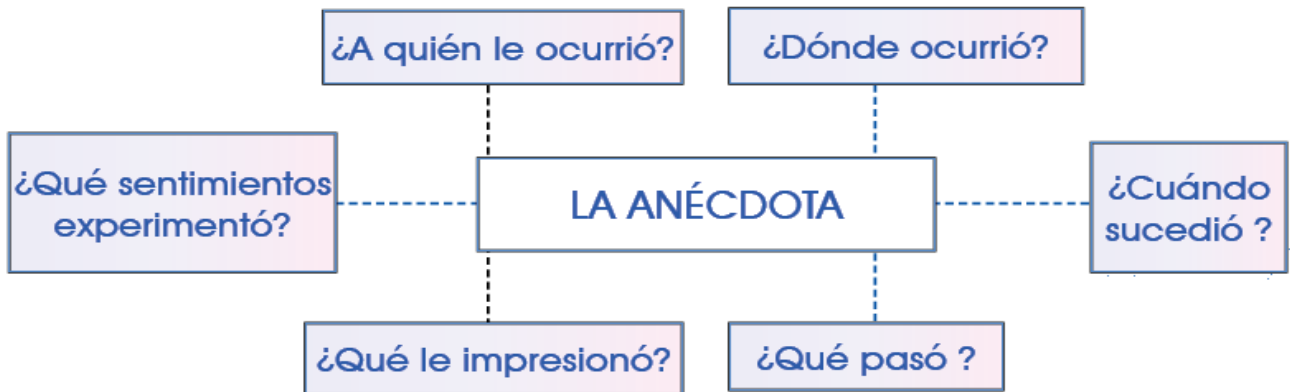 ¿A quién le ocurrió?
¿Dónde ocurrió?
¿Qué sentimientos
experimentó?
LA ANÉCDOTA
¿Cuándo
sucedió ?
¿Qué le impresionó?
¿Qué pasó ?